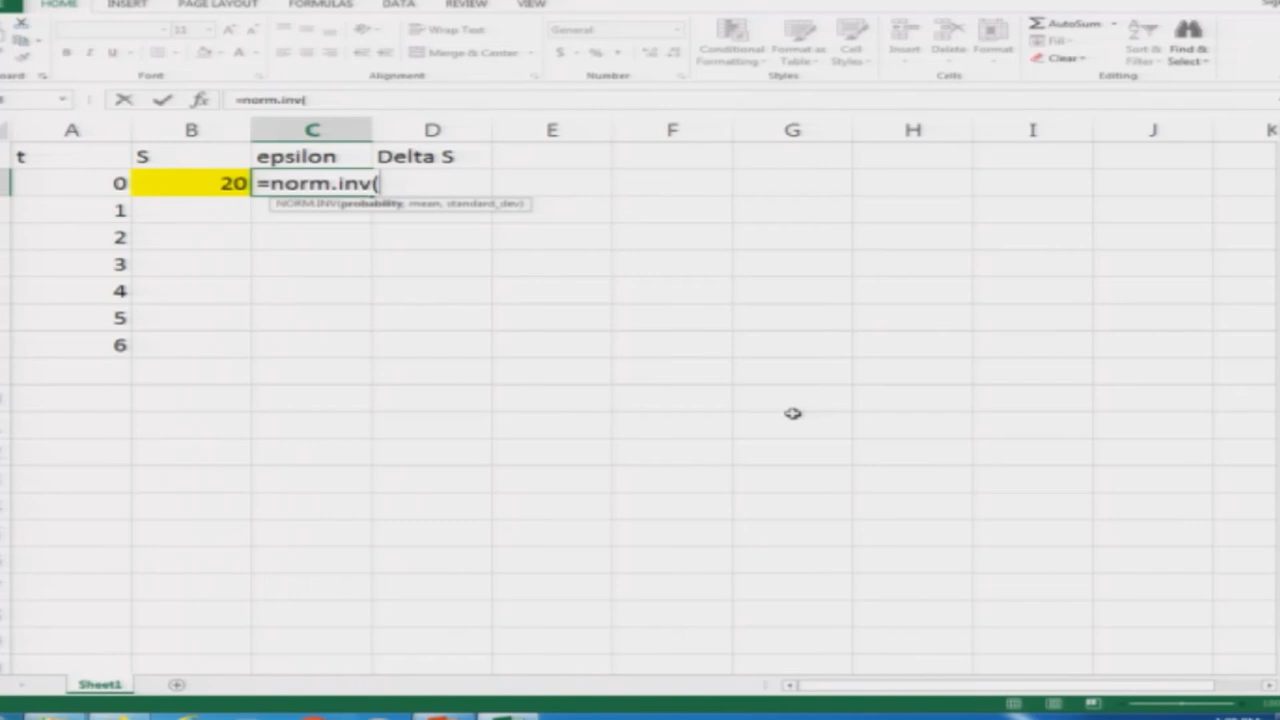 HOME INSERT PAGE LAYOUT FORMULAS DATA REVIEW VIEW
11 Wrap Text General Conditional Formatting Format as Table Cell Styles Insert Delete Format AutoSum Fill Clear Sort & Filter Find & Select
B I U Merge & Center $ %
Font Alignment Number Styles Cells Editing
=norm.inv(
A B C D E F G H I J K
t S epsilon Delta S
0 20 =norm.inv(
NORM.INV(probability, mean, standard_dev)
1
2
3
4
5
6
Sheet1